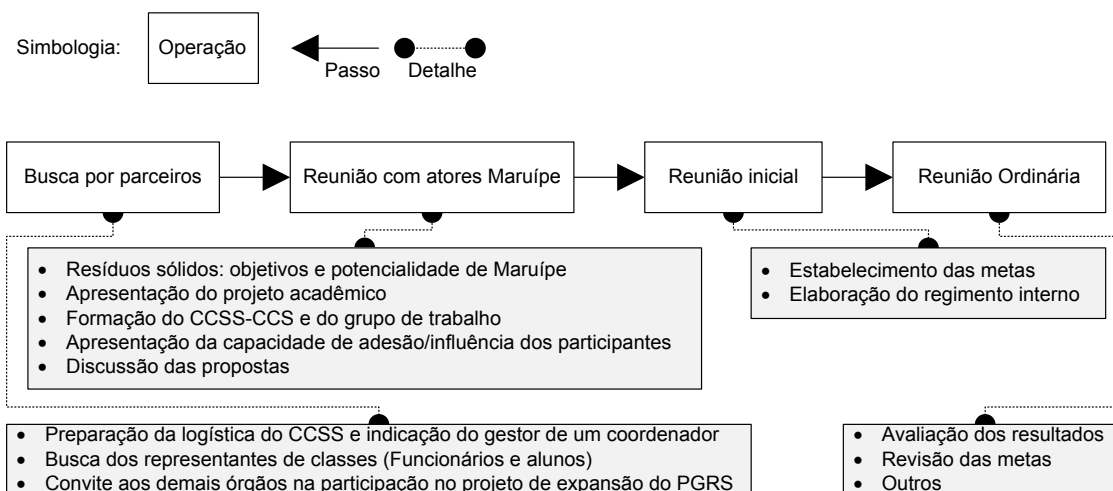 Simbologia:
Operação
Passo
Detalhe
Busca por parceiros
Reunião com atores Maruípe
Reunião inicial
Reunião Ordinária
• Resíduos sólidos: objetivos e potencialidade de Maruípe
• Apresentação do projeto acadêmico
• Formação do CCSS-CCS e do grupo de trabalho
• Apresentação da capacidade de adesão/influência dos participantes
• Discussão das propostas
• Estabelecimento das metas
• Elaboração do regimento interno
• Preparação da logística do CCSS e indicação do gestor de um coordenador
• Busca dos representantes de classes (Funcionários e alunos)
• Convite aos demais órgãos na participação no projeto de expansão do PGRS
• Avaliação dos resultados
• Revisão das metas
• Outros